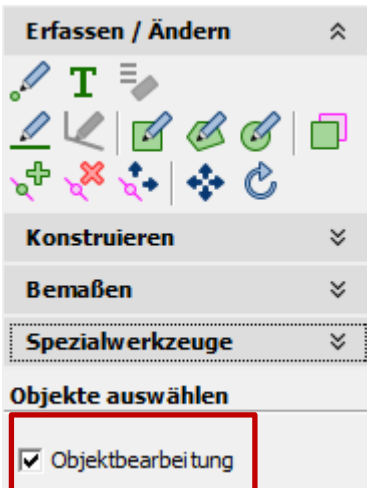 Erfassen / Ändern
T
Konstruieren
Bemaßen
Spezialwerkzeuge
Objekte auswählen
Objektbearbeitung